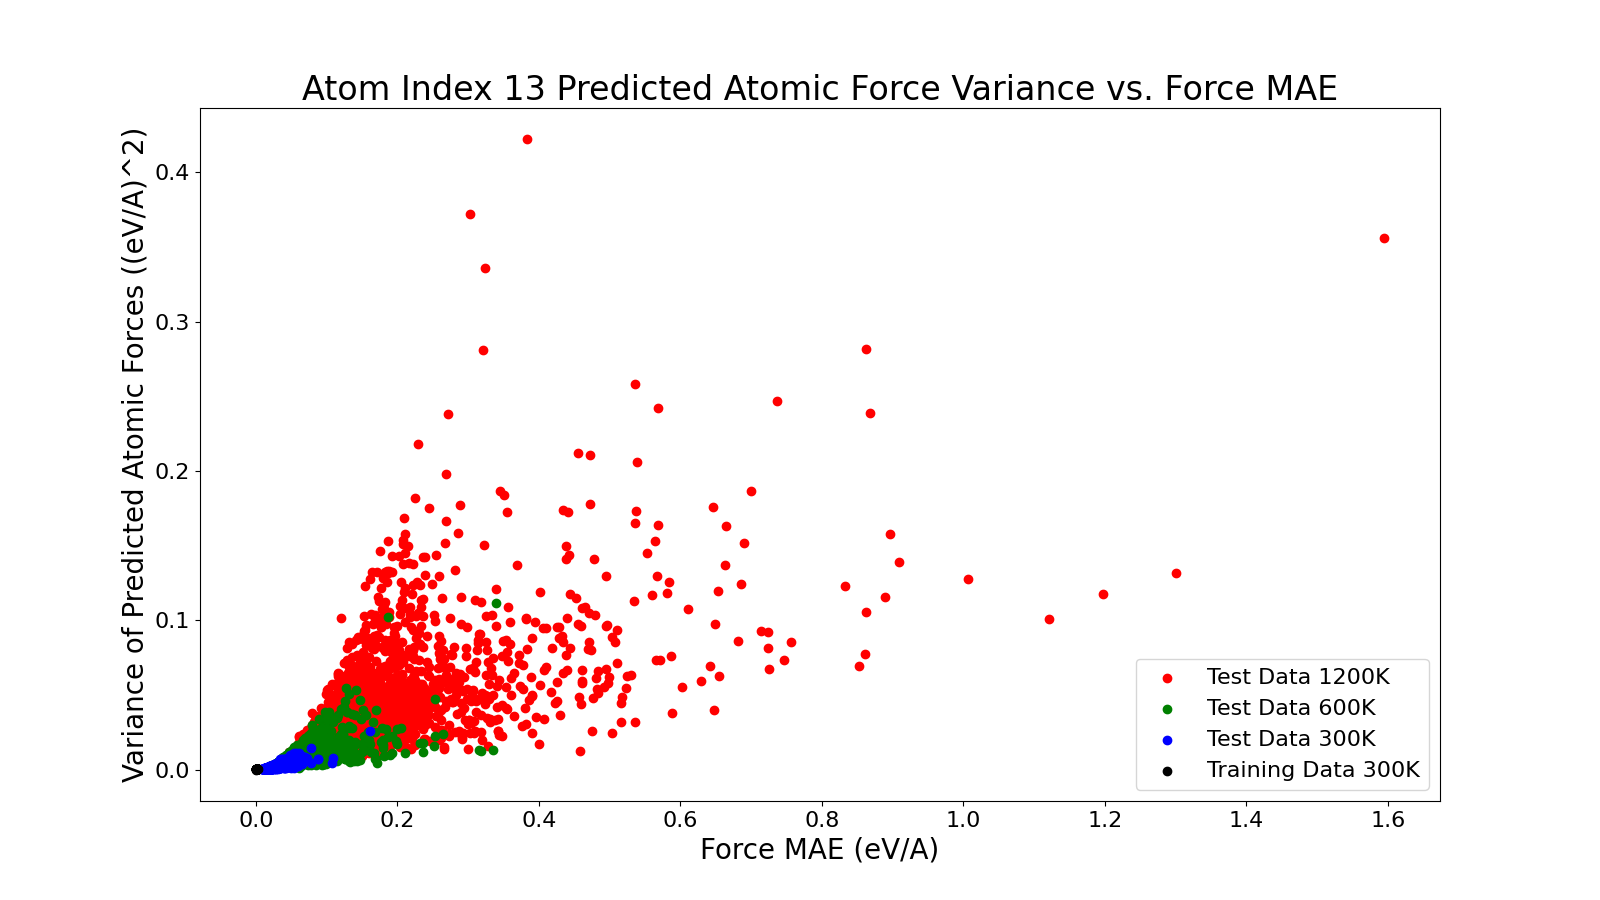 Atom Index 13 Predicted Atomic Force Variance vs. Force MAE
Variance of Predicted Atomic Forces ((eV/A)^2)
0.4
0.3
0.2
0.1
0.0
0.0 0.2 0.4 0.6 0.8 1.0 1.2 1.4 1.6
Force MAE (eV/A)
Test Data 1200K
Test Data 600K
Test Data 300K
Training Data 300K